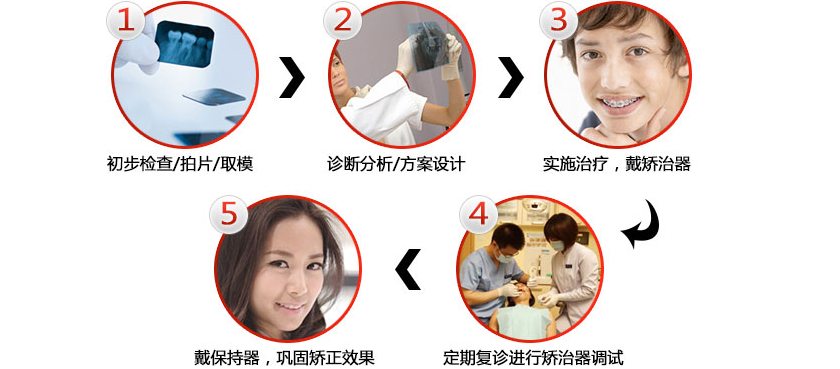 1
初步检查/拍片/取模
2
诊断分析/方案设计
3
实施治疗，戴矫治器
4
定期复诊进行矫治器调试
5
戴保持器，巩固矫正效果